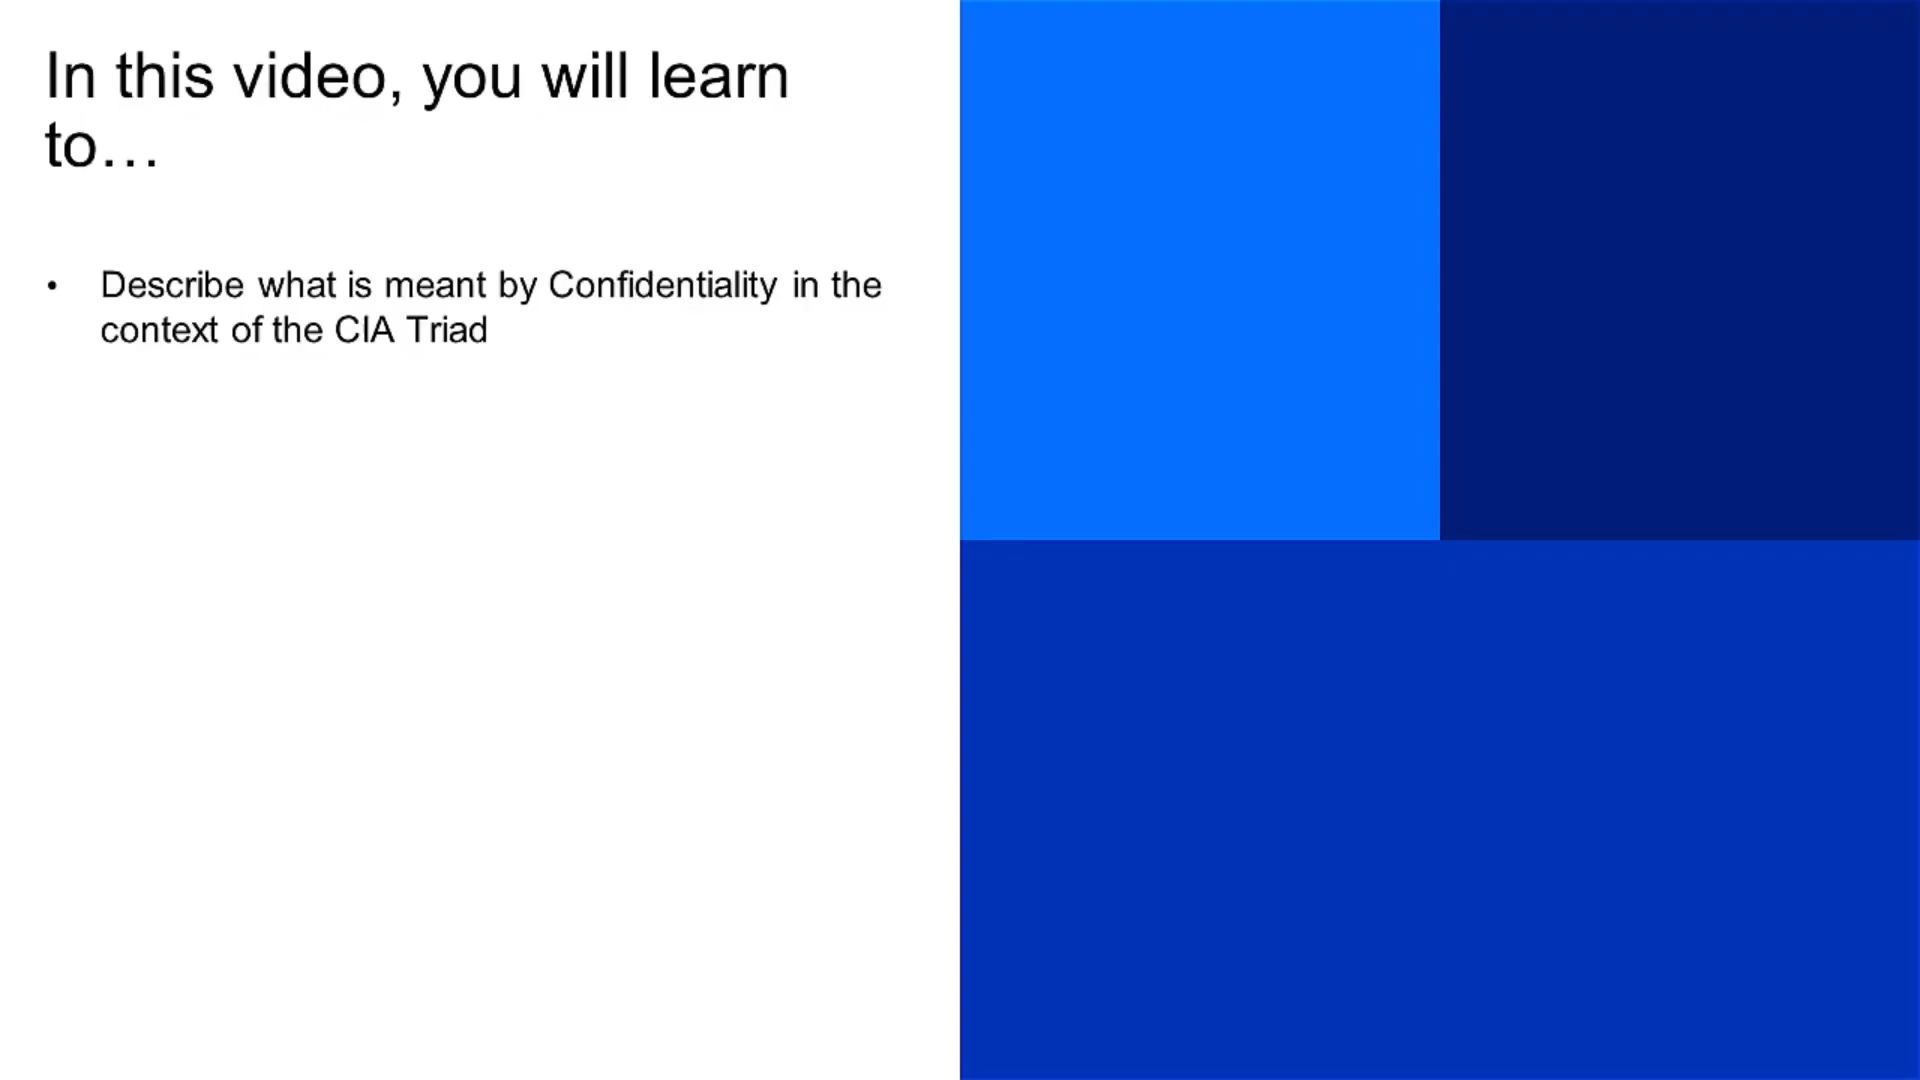 In this video, you will learn
to…
• Describe what is meant by Confidentiality in the
context of the CIA Triad